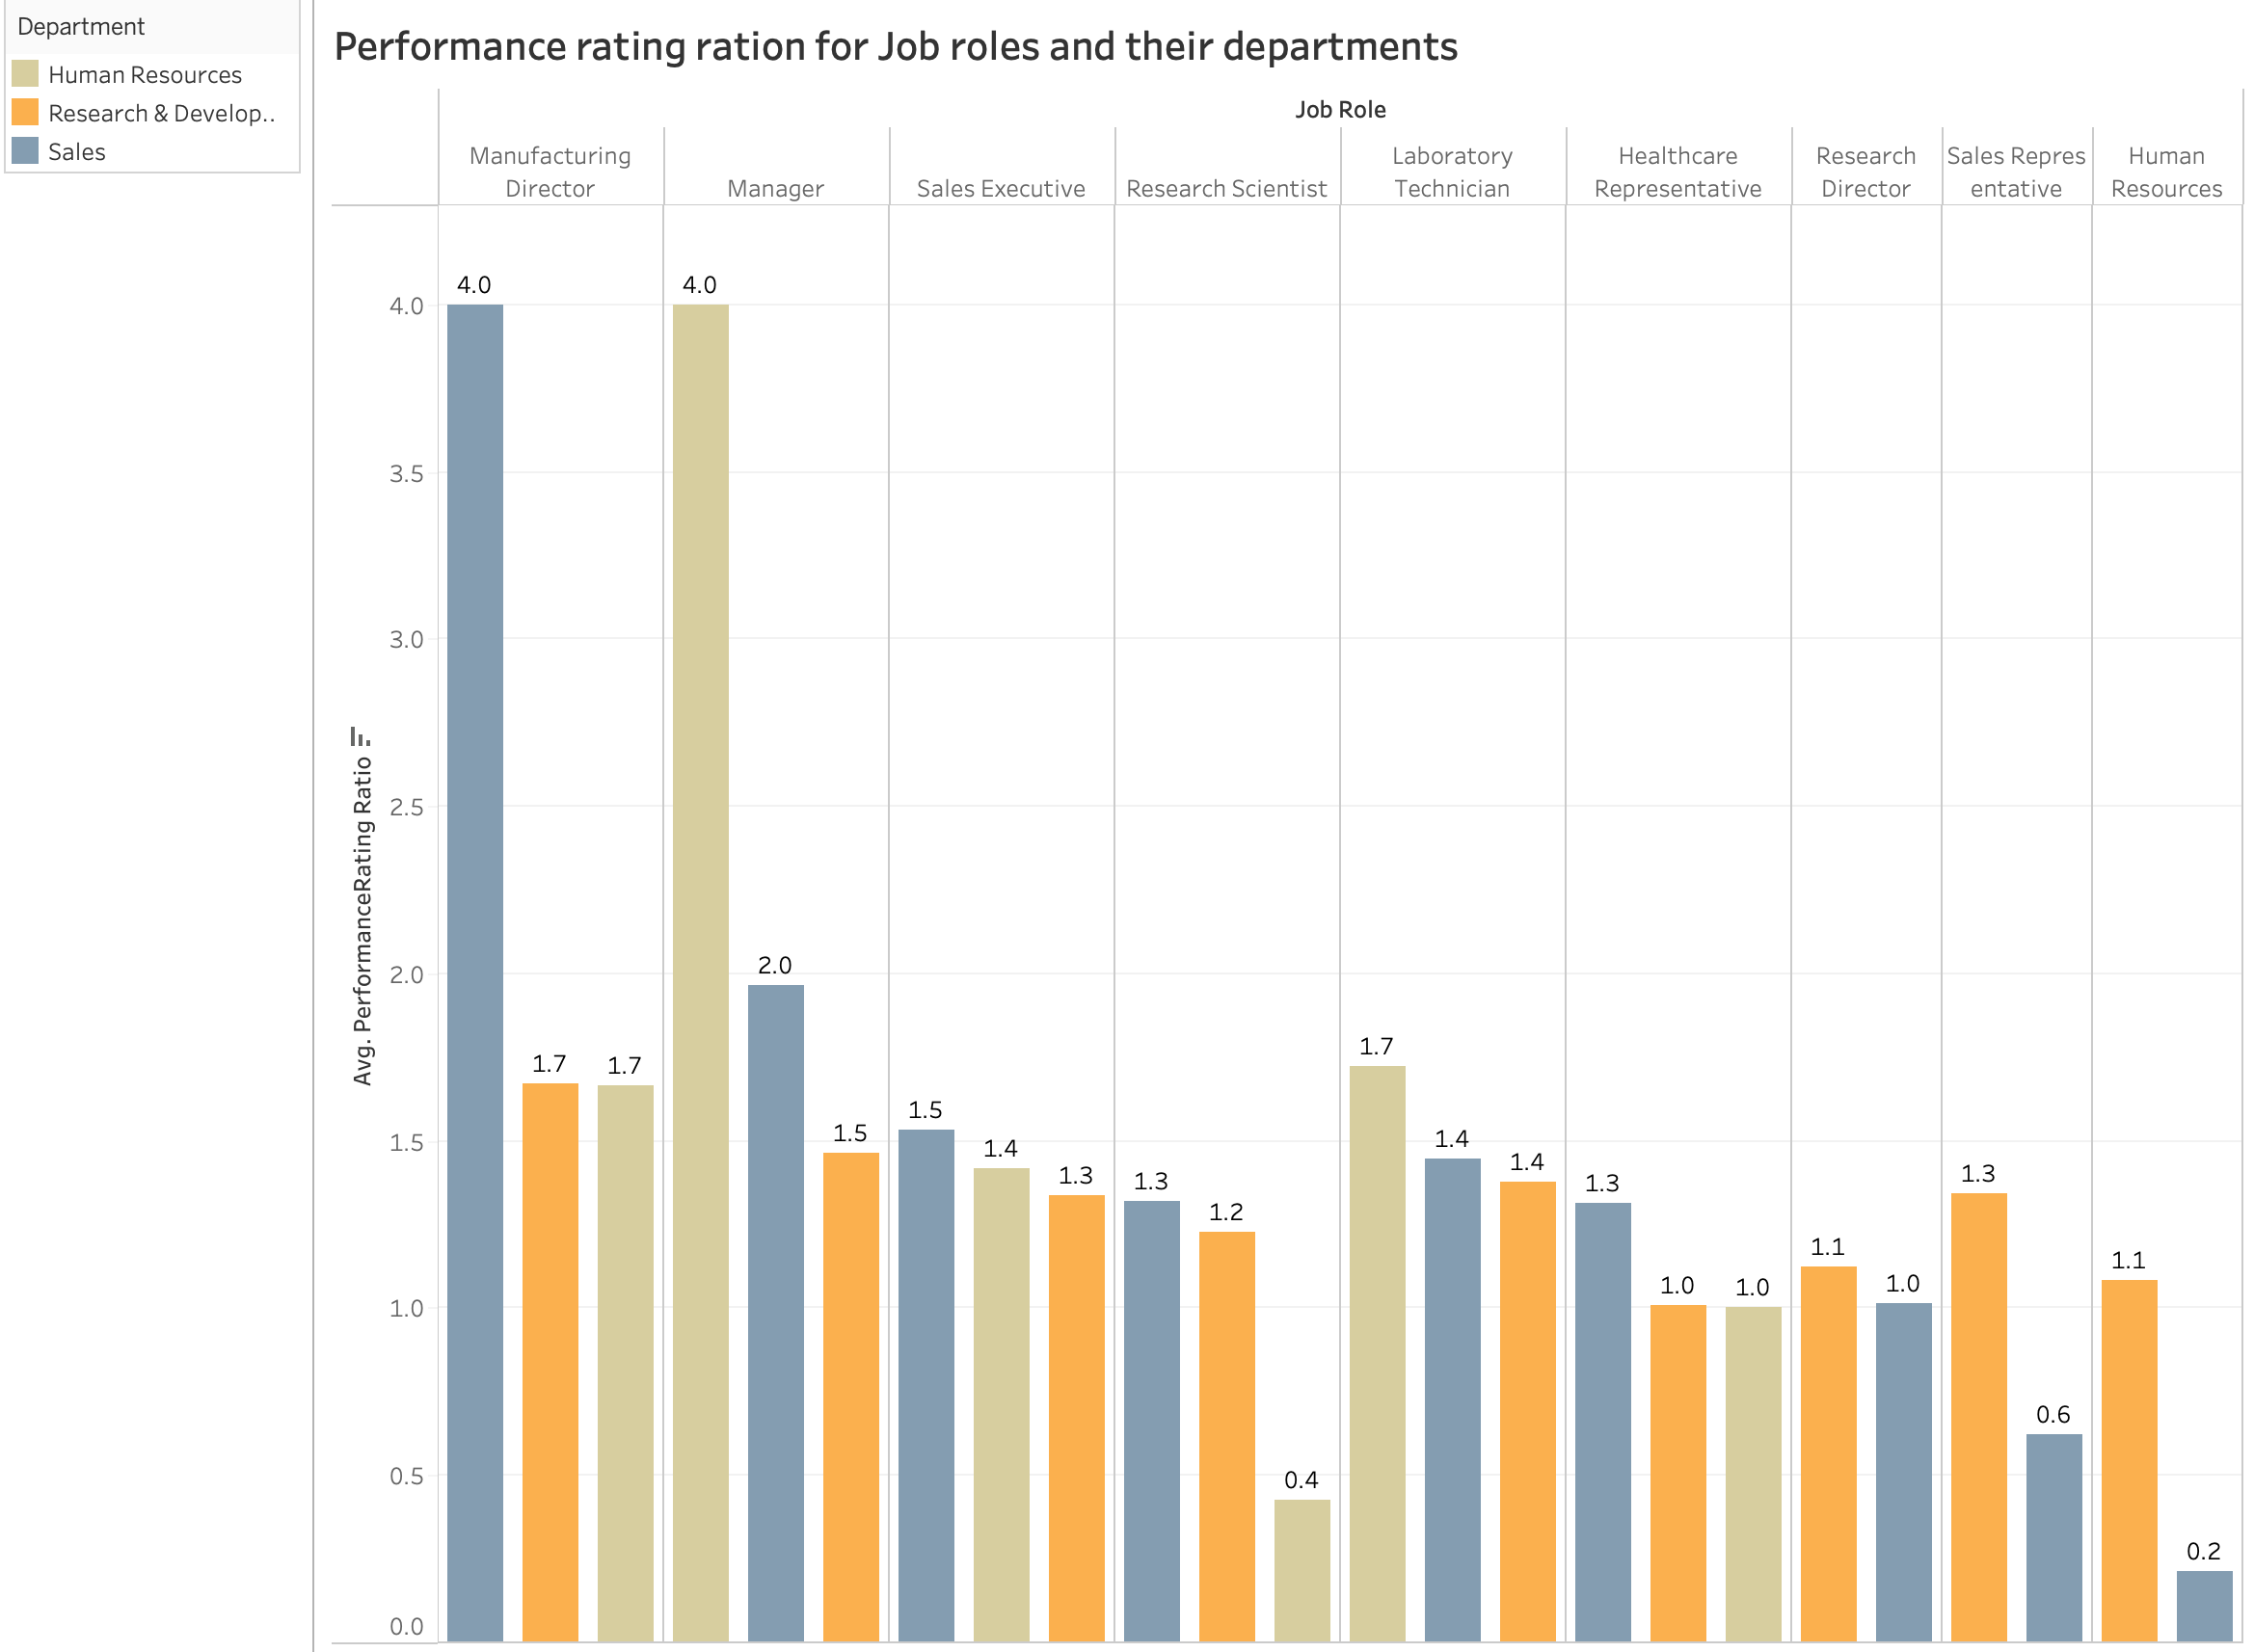 Department
Human Resources
Research & Develop..
Sales
Performance rating ration for Job roles and their departments
Job Role
Manufacturing
Director
Manager
Sales Executive
Research Scientist
Laboratory
Technician
Healthcare
Representative
Research
Director
Sales Repres
entative
Human
Resources
Avg. PerformanceRating Ratio
4.0
3.5
3.0
2.5
2.0
1.5
1.0
0.5
0.0
4.0
1.7
1.7
4.0
2.0
1.5
1.5
1.4
1.3
1.3
1.2
0.4
1.7
1.4
1.4
1.3
1.0
1.0
1.1
1.0
1.3
0.6
1.1
0.2